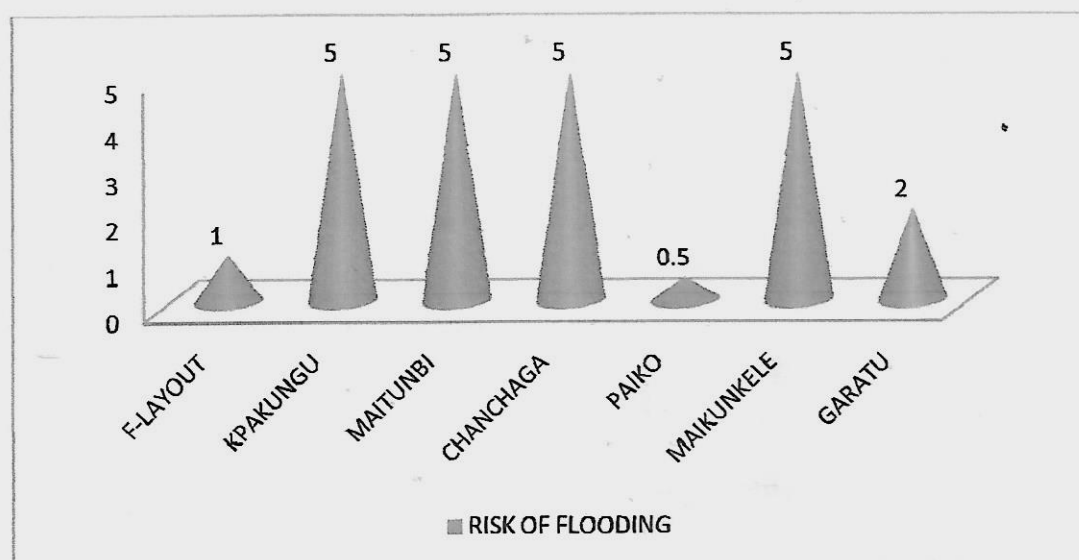 5 5 5 5
5
4
3
2
1
0
1
0.5
2
F-LAYOUT
KPAKUNGU
MAITUNBI
CHANCHAGA
PAIKO
MAIKUNKELE
GARATU
RISK OF FLOODING